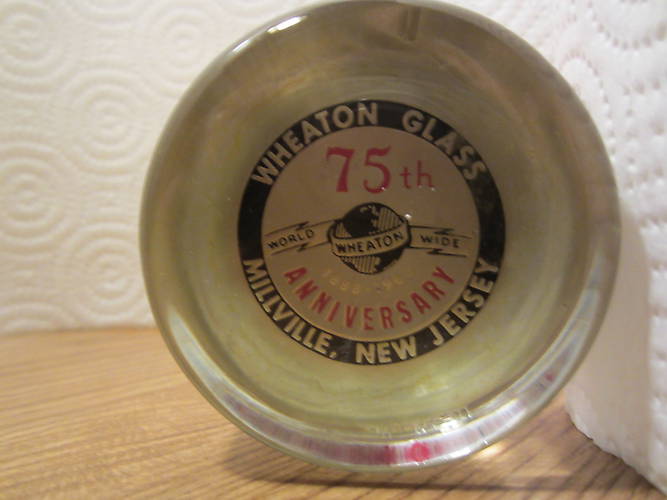 WHEATON GLASS
75th
WORLD WHEATON WIDE
ANNIVERSARY
MILLVILLE, NEW JERSEY